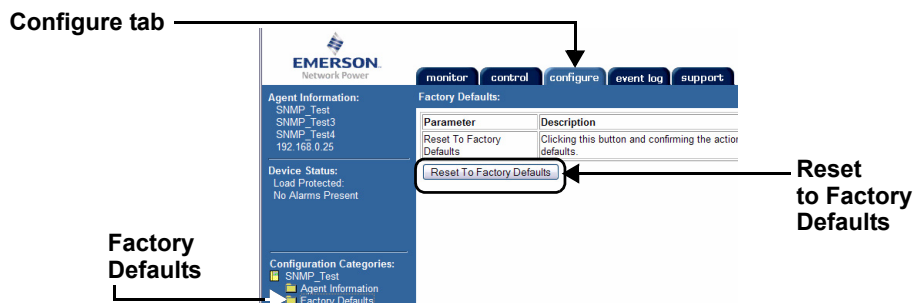 Configure tab
EMERSON.
Network Power
monitor control configure event log support
Agent Information:
SNMP_Test
SNMP_Test3
SNMP_Test4
192.168.0.25
Factory Defaults:
Parameter Description
Reset To Factory Defaults
Clicking this button and confirming the action
defaults.
Reset To Factory Defaults
Device Status:
Load Protected:
No Alarms Present
Reset
to Factory
Defaults
Factory
Defaults
Configuration Categories:
SNMP_Test
Agent Information
Factory Defaults